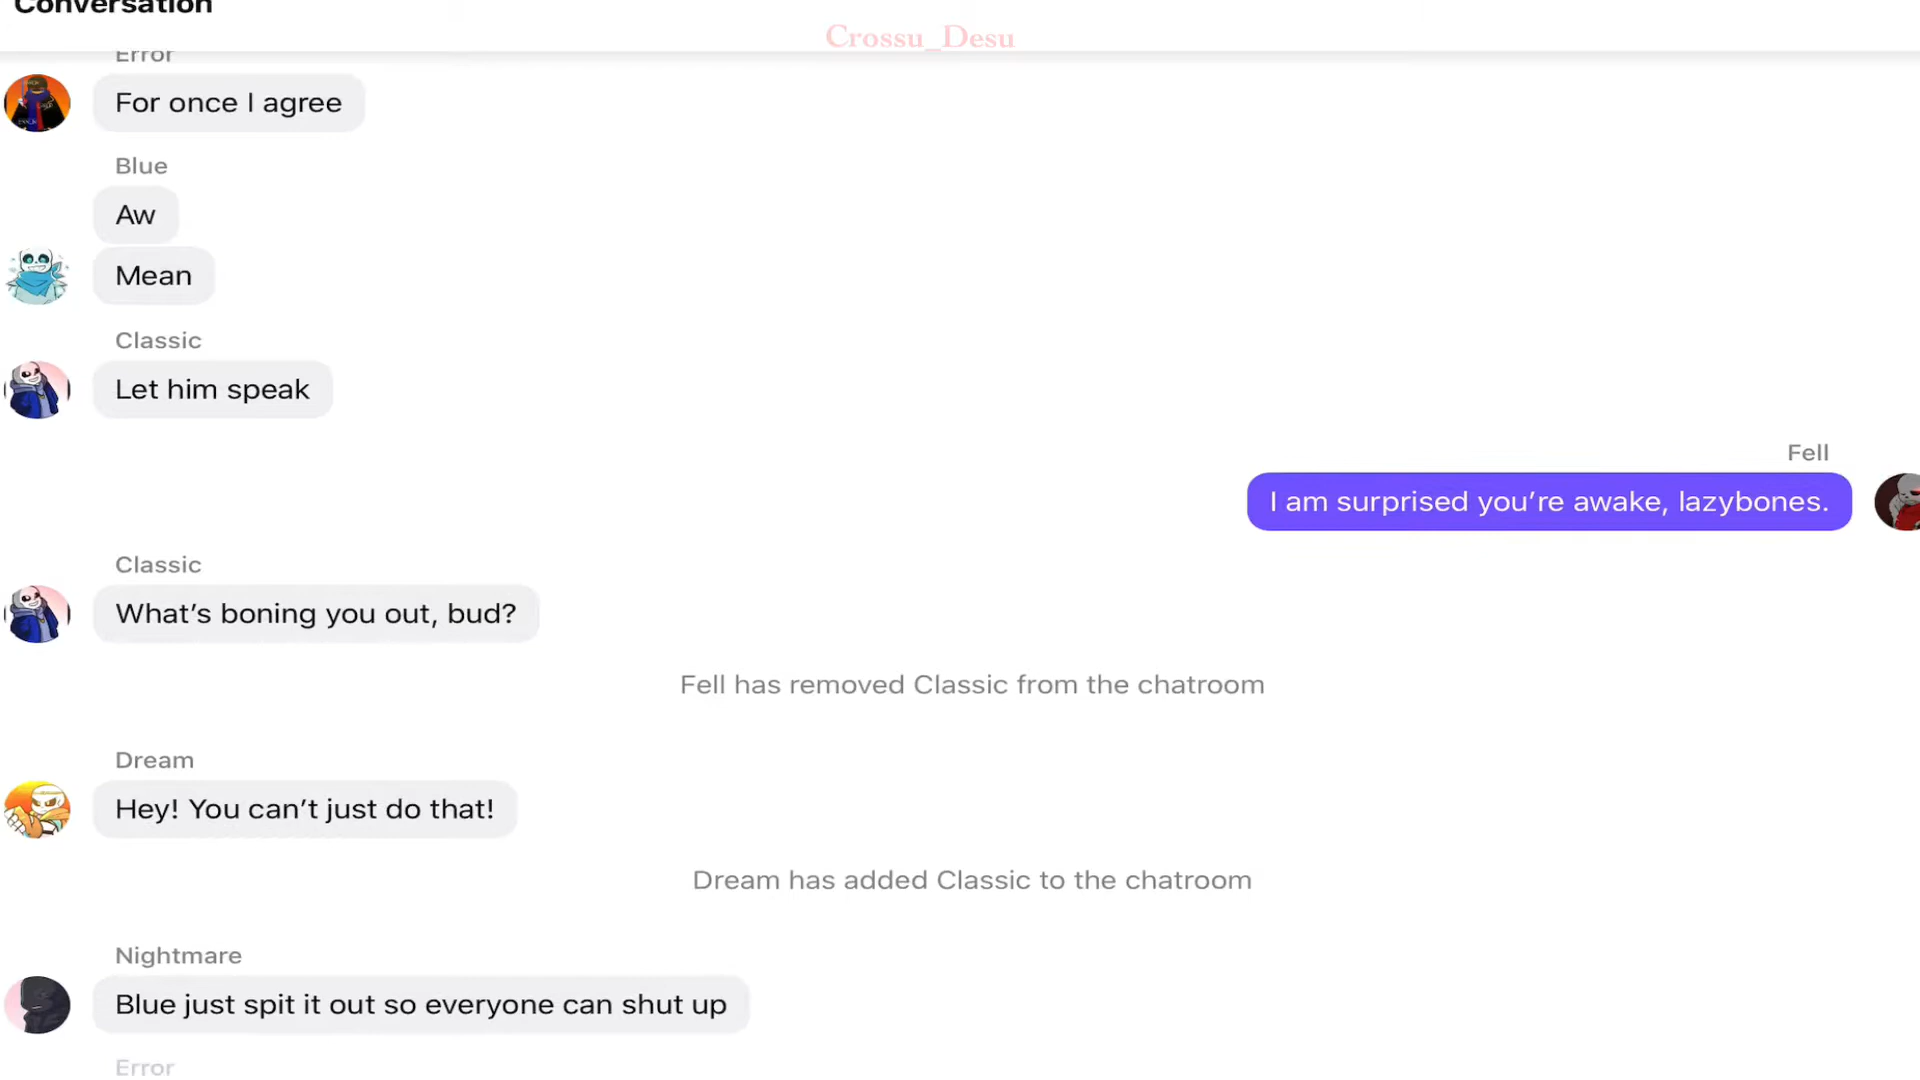 Conversation
Crossu_Desu
Error
For once I agree
Blue
Aw
Mean
Classic
Let him speak
Fell
I am surprised you’re awake, lazybones.
Classic
What’s boning you out, bud?
Fell has removed Classic from the chatroom
Dream
Hey! You can’t just do that!
Dream has added Classic to the chatroom
Nightmare
Blue just spit it out so everyone can shut up
Error